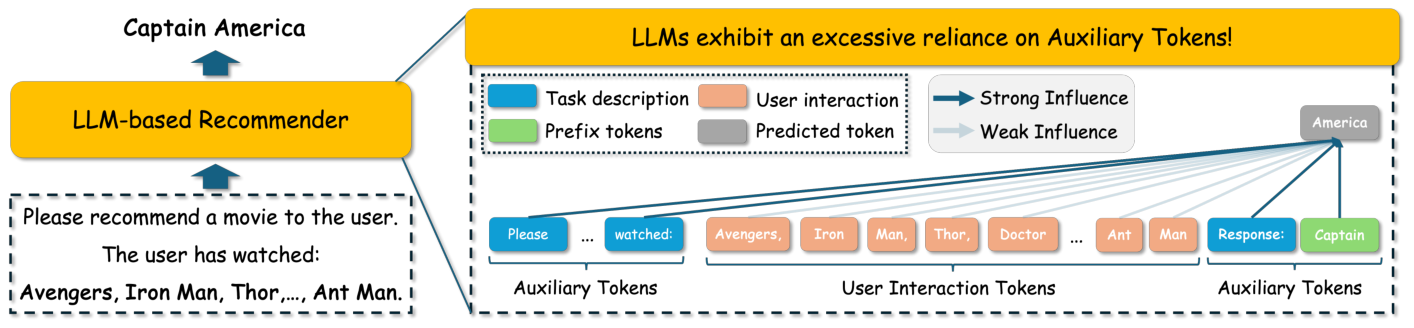 Captain America
LLM-based Recommender
Please recommend a movie to the user.
The user has watched:
Avengers, Iron Man, Thor,…, Ant Man.
LLMs exhibit an excessive reliance on Auxiliary Tokens!
Task description
User interaction
Prefix tokens
Predicted token
Strong Influence
Weak Influence
America
Please ... watched: Avengers, Iron Man, Thor, Doctor ... Ant Man Response: Captain
Auxiliary Tokens
User Interaction Tokens
Auxiliary Tokens